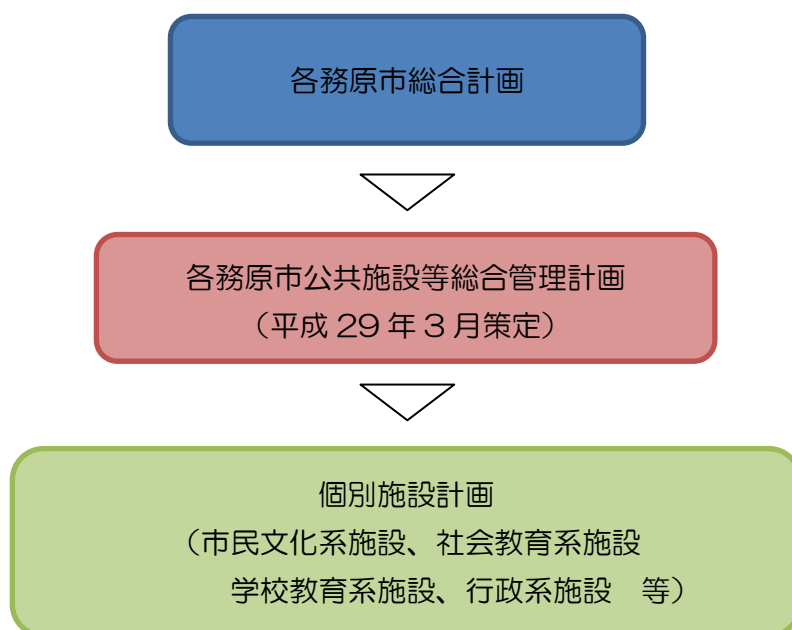 各務原市総合計画
各務原市公共施設等総合管理計画
（平成 29 年 3 月策定）
個別施設計画
（市民文化系施設、社会教育系施設
学校教育系施設、行政系施設　等）